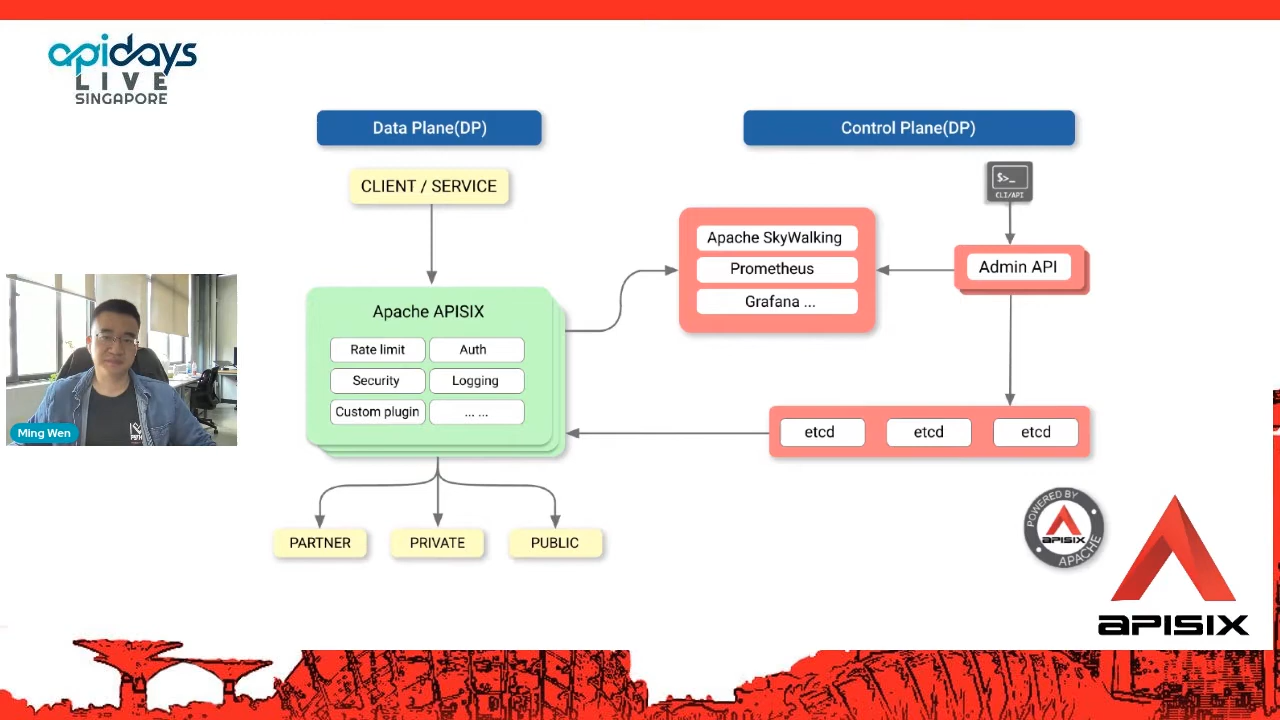 apidays
LIVE
SINGAPORE
Data Plane(DP)
Control Plane(DP)
CLIENT / SERVICE
$>_
CLI/API
Apache SkyWalking
Prometheus
Grafana ...
Admin API
Apache APISIX
Rate limit
Auth
Security
Logging
Custom plugin
... ...
etcd
etcd
etcd
Ming Wen
PARTNER
PRIVATE
PUBLIC
POWERED BY
APISIX
APACHE
APISIX